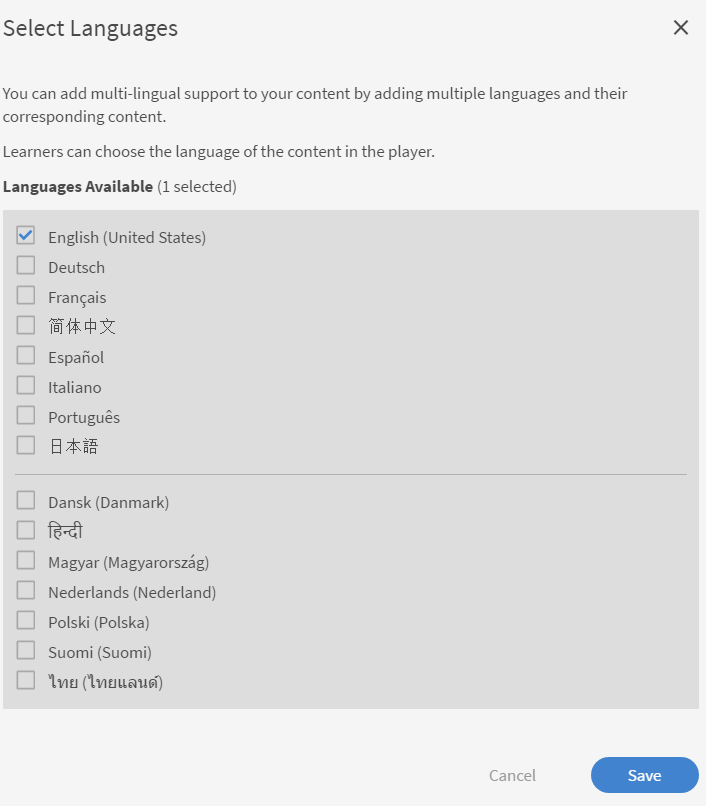 Select Languages
You can add multi-lingual support to your content by adding multiple languages and their
corresponding content.
Learners can choose the language of the content in the player.
Languages Available (1 selected)
English (United States)
Deutsch
Français
简体中文
Español
Italiano
Português
日本語
Dansk (Danmark)
हिन्दी
Magyar (Magyarország)
Nederlands (Nederland)
Polski (Polska)
Suomi (Suomi)
ไทย (ไทยแลนด์)
Cancel Save